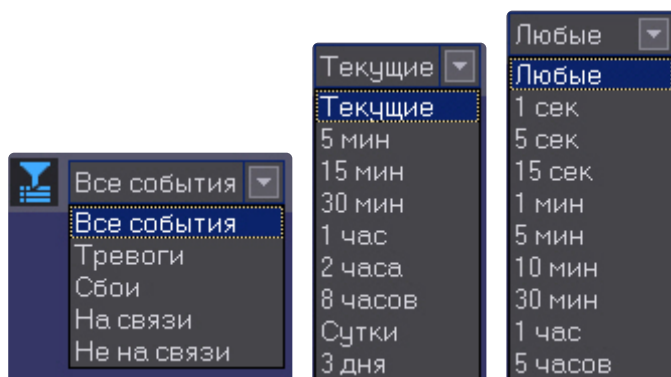 Все события
Все события
Тревоги
Сбои
На связи
Не на связи
Текущие
Текущие
5 мин
15 мин
30 мин
1 час
2 часа
8 часов
Сутки
3 дня
Любые
Любые
1 сек
5 сек
15 сек
1 мин
5 мин
10 мин
30 мин
1 час
5 часов